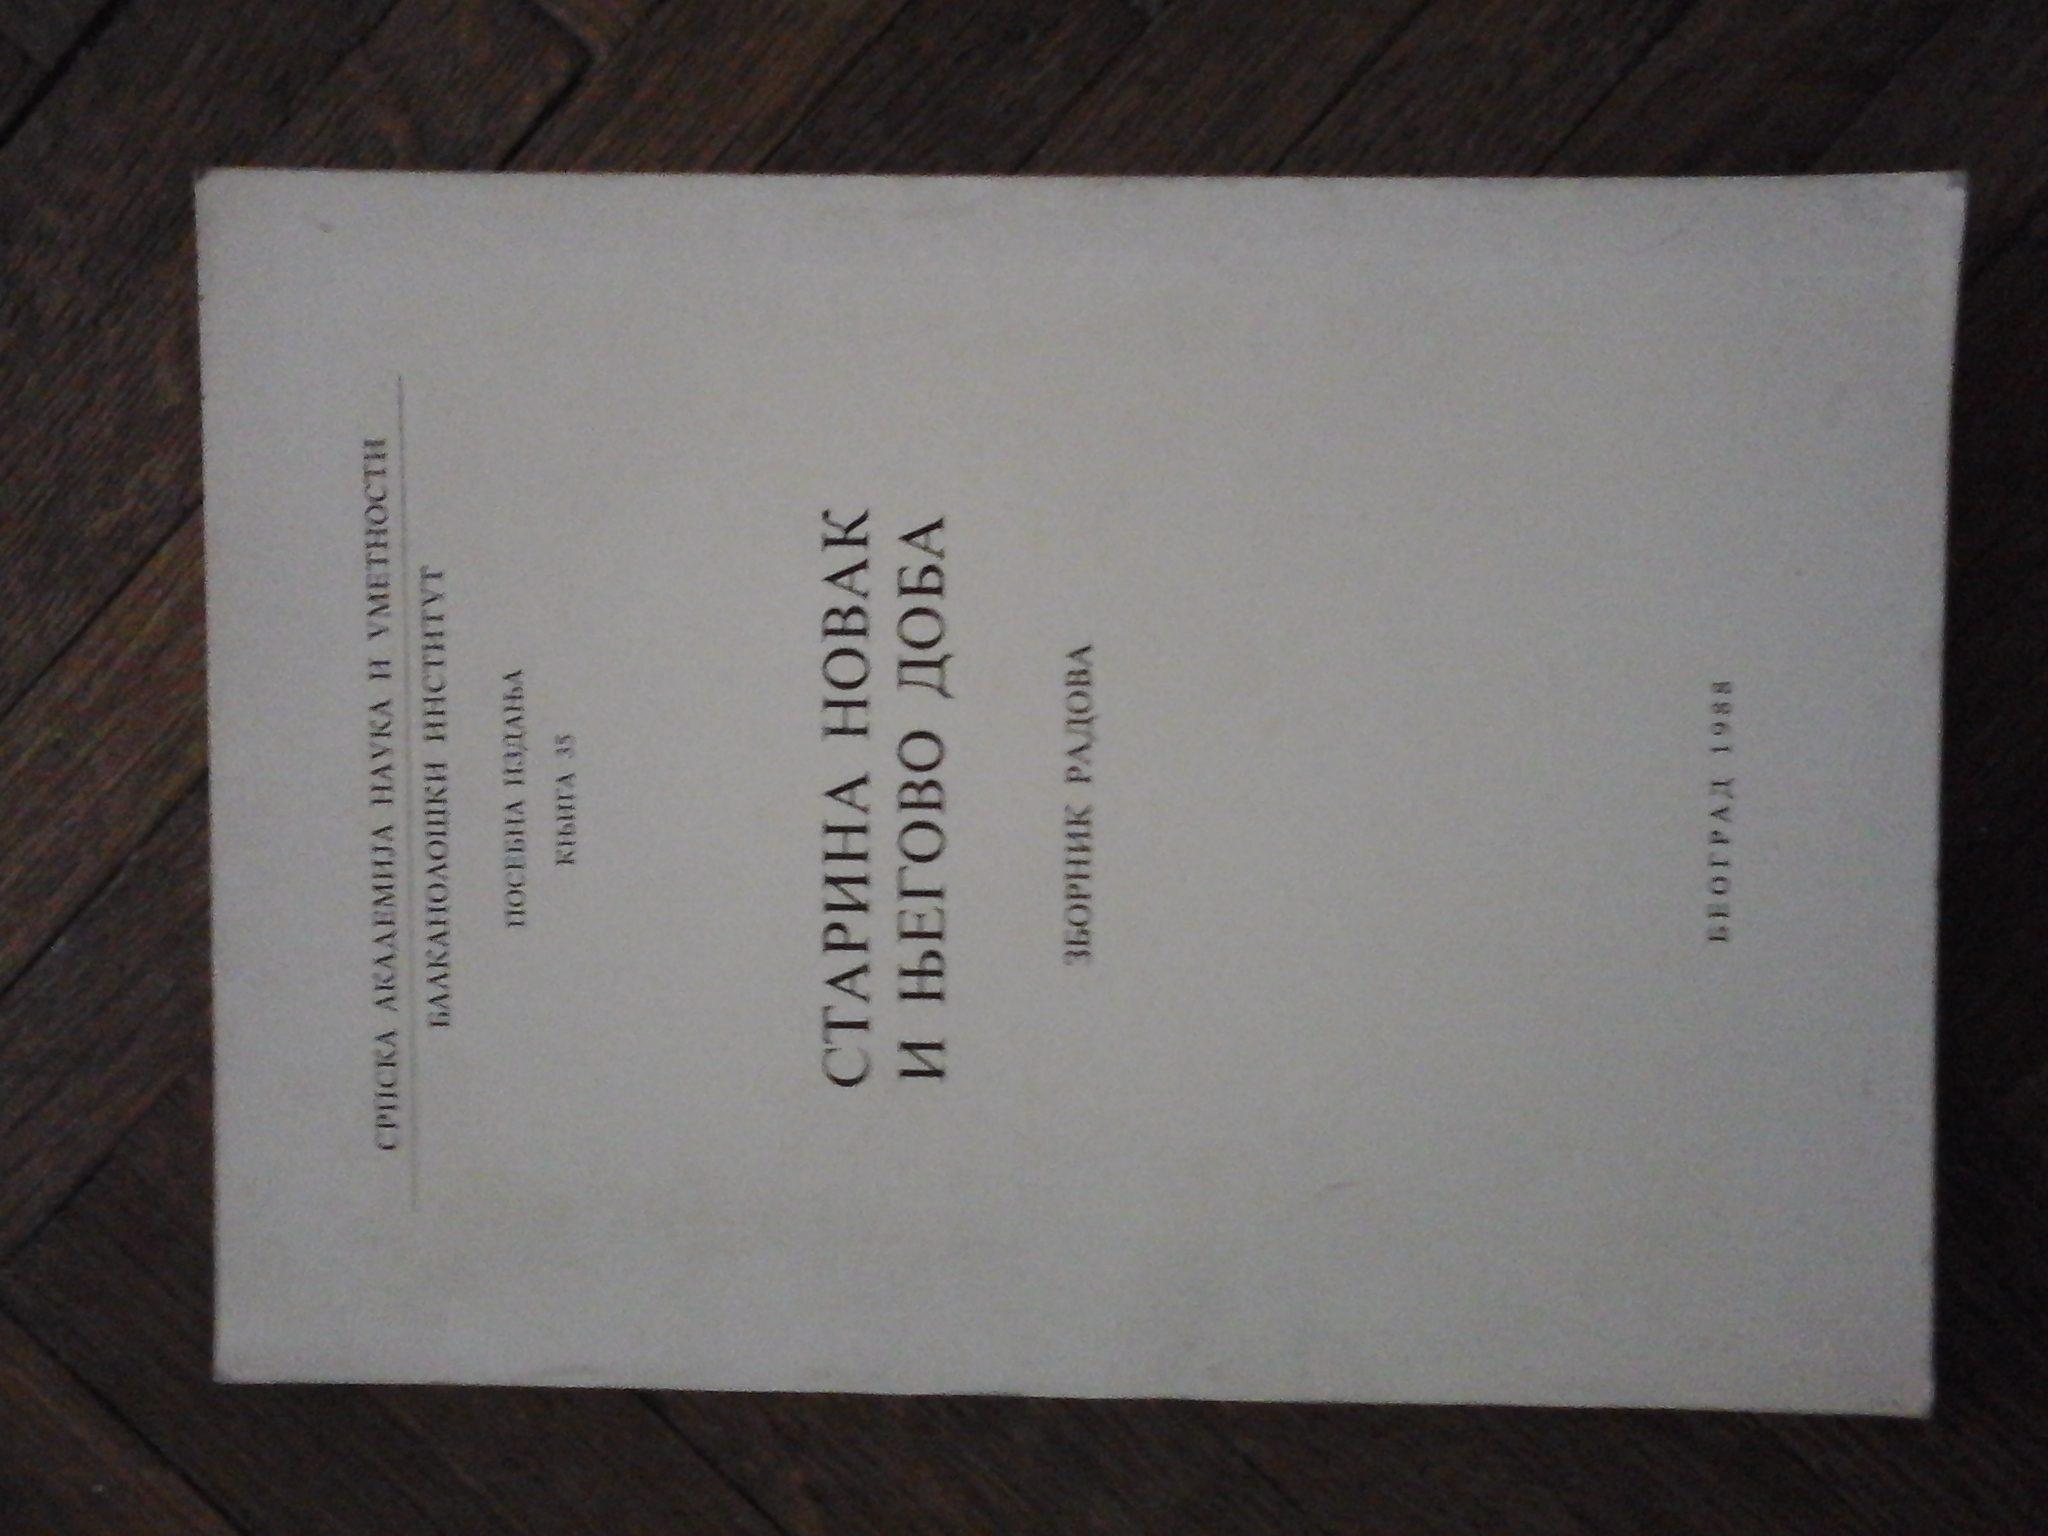 СРПСКА АКАДЕМИЈА НАУКА И УМЕТНОСТИ
БАЛКАНОЛОШКИ ИНСТИТУТ
ПОСЕБНА ИЗДАЊА
КЊИГА 35
СТАРИНА НОВАК
И ЊЕГОВО ДОБА
ЗБОРНИК РАДОВА
БЕОГРАД 1988